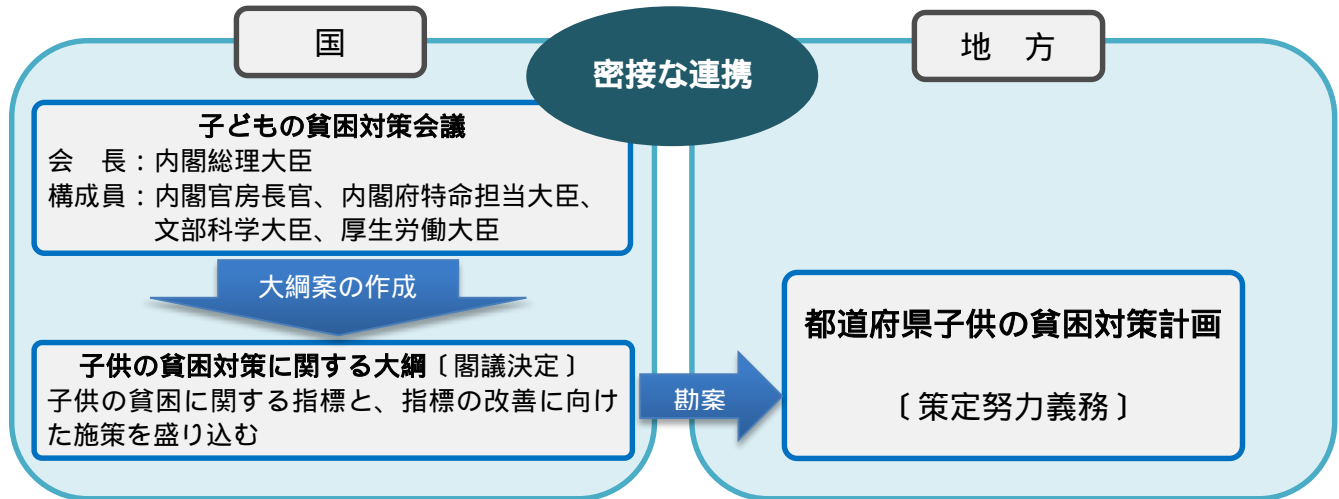 国
密接な連携
地 方
子どもの貧困対策会議
会 長：内閣総理大臣
構成員：内閣官房長官、内閣府特命担当大臣、
文部科学大臣、厚生労働大臣
大綱案の作成
子供の貧困対策に関する大綱〔閣議決定〕
子供の貧困に関する指標と、指標の改善に向け
た施策を盛り込む
勘案
都道府県子供の貧困対策計画
〔策定努力義務〕